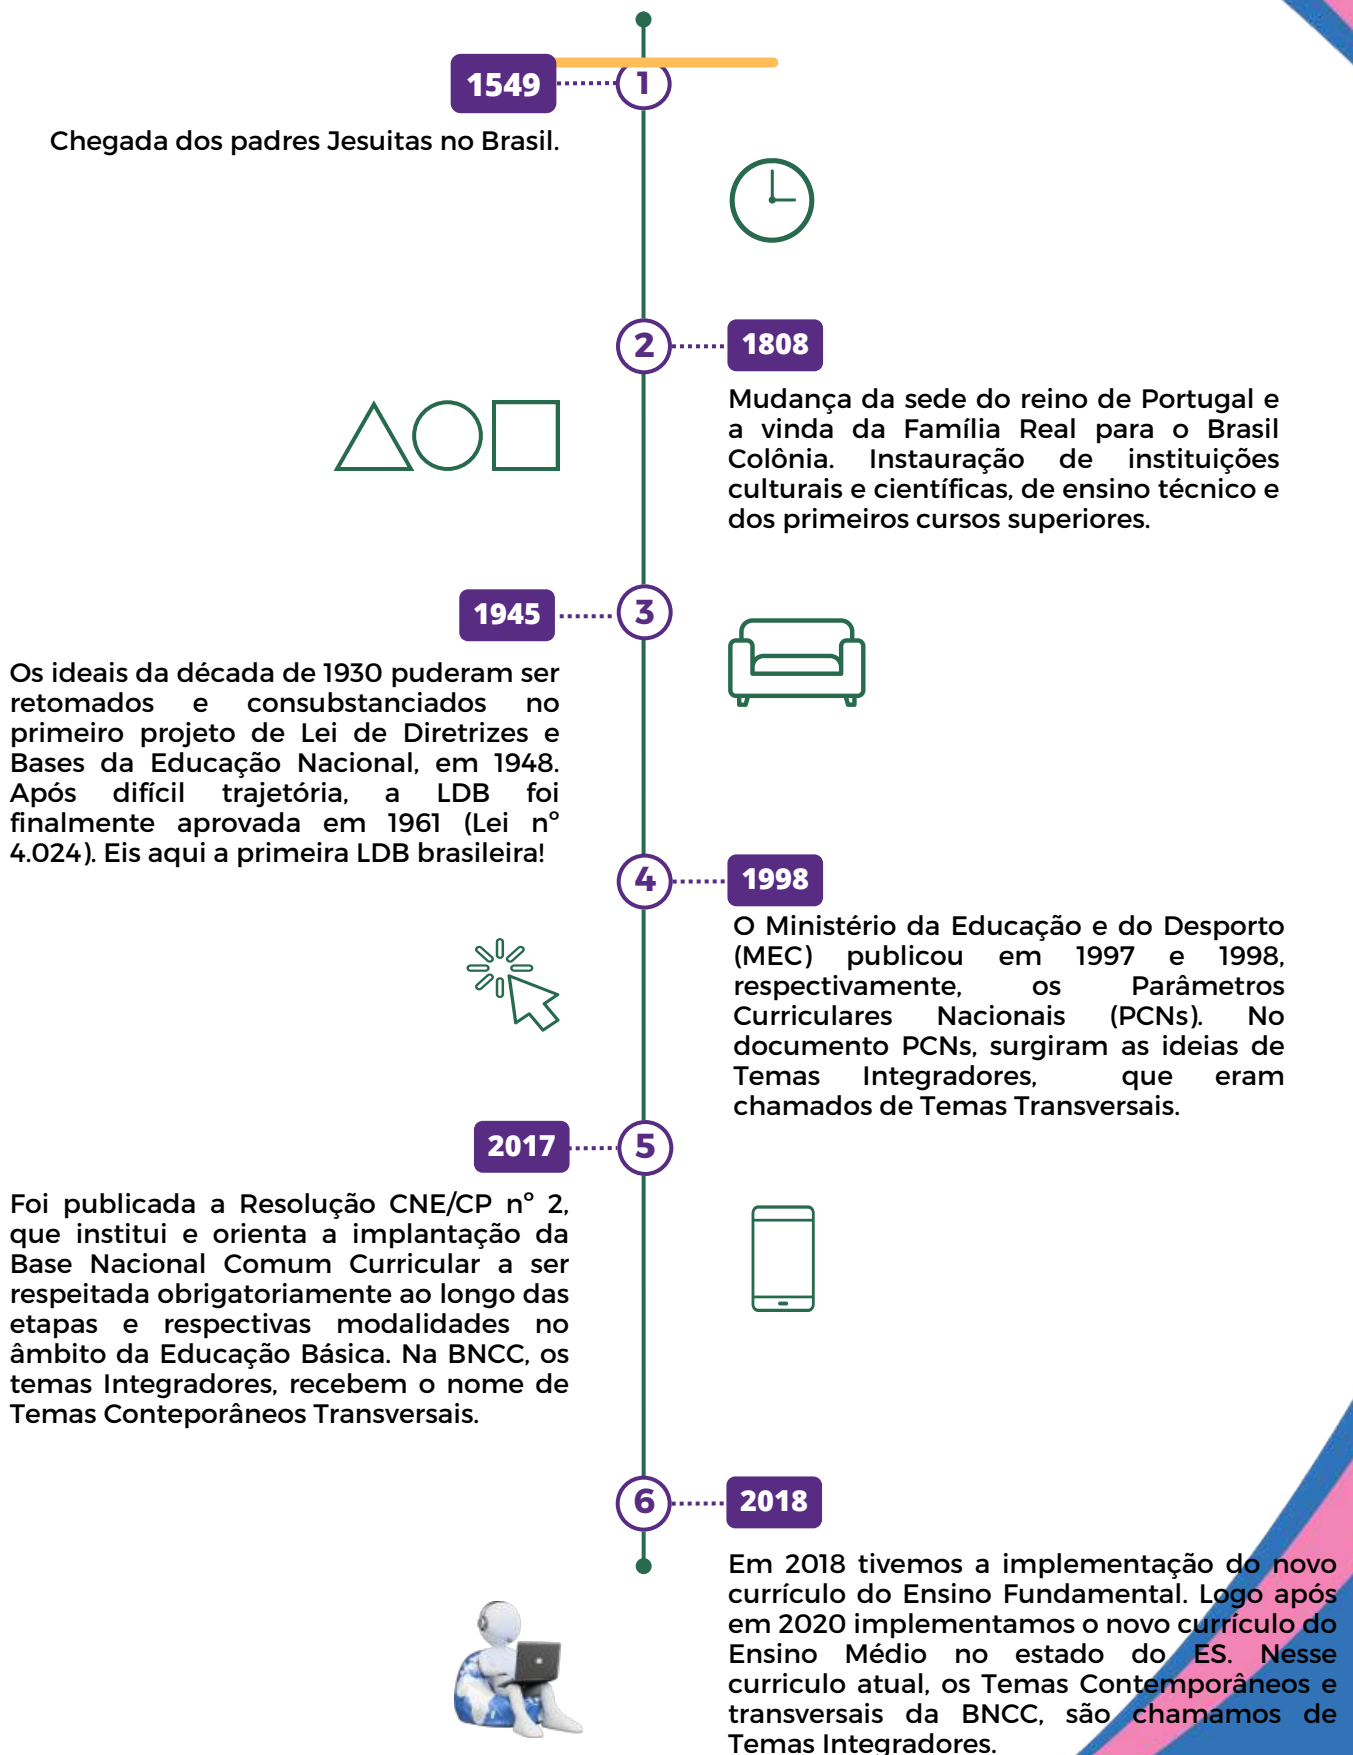 1549
1
Chegada dos padres Jesuitas no Brasil.
2
1808
Mudança da sede do reino de Portugal e
a vinda da Família Real para o Brasil
Colônia. Instauração de instituições
culturais e científicas, de ensino técnico e
dos primeiros cursos superiores.
1945
3
Os ideais da década de 1930 puderam ser
retomados e consubstanciados no
primeiro projeto de Lei de Diretrizes e
Bases da Educação Nacional, em 1948.
Após difícil trajetória, a LDB foi
finalmente aprovada em 1961 (Lei nº
4.024). Eis aqui a primeira LDB brasileira!
4
1998
O Ministério da Educação e do Desporto
(MEC) publicou em 1997 e 1998,
respectivamente, os Parâmetros
Curriculares Nacionais (PCNs). No
documento PCNs, surgiram as ideias de
Temas Integradores, que eram
chamados de Temas Transversais.
2017
5
Foi publicada a Resolução CNE/CP nº 2,
que institui e orienta a implantação da
Base Nacional Comum Curricular a ser
respeitada obrigatoriamente ao longo das
etapas e respectivas modalidades no
âmbito da Educação Básica. Na BNCC, os
temas Integradores, recebem o nome de
Temas Conteporâneos Transversais.
6
2018
Em 2018 tivemos a implementação do novo
currículo do Ensino Fundamental. Logo após
em 2020 implementamos o novo currículo do
Ensino Médio no estado do ES. Nesse
curriculo atual, os Temas Contemporâneos e
transversais da BNCC, são chamamos de
Temas Integradores.